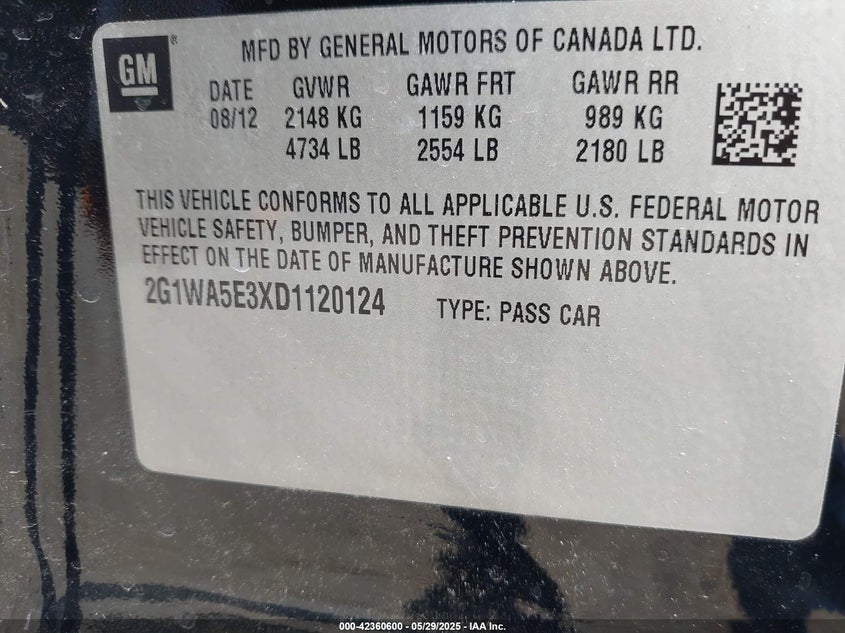 GM
MFD BY GENERAL MOTORS OF CANADA LTD.
DATE GVWR GAWR FRT GAWR RR
08/12 2148 KG 1159 KG 989 KG
4734 LB 2554 LB 2180 LB
THIS VEHICLE CONFORMS TO ALL APPLICABLE U.S. FEDERAL MOTOR
VEHICLE SAFETY, BUMPER, AND THEFT PREVENTION STANDARDS IN
EFFECT ON THE DATE OF MANUFACTURE SHOWN ABOVE.
2G1WA5E3XD1120124 TYPE: PASS CAR
000-42360600 - 05/29/2025 - IAA Inc.